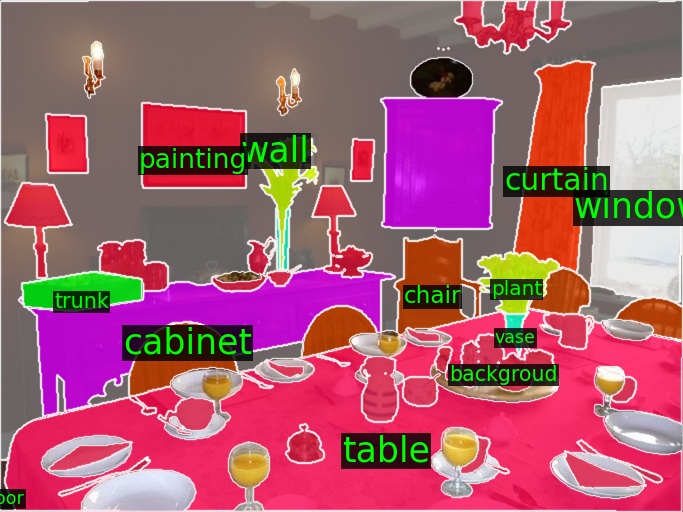 wall
painting
curtain
window
plant
chair
trunk
vase
cabinet
backgroud
table
oor